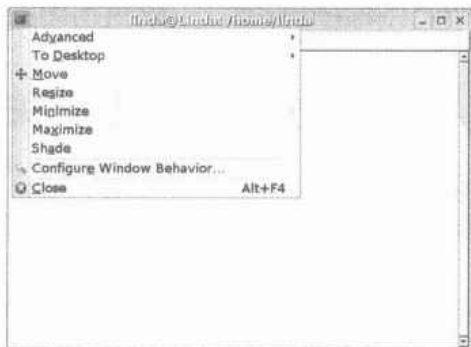 linda@Linda: /home/linda
Advanced
To Desktop
Move
Resize
Minimize
Maximize
Shade
Configure Window Behavior...
Close Alt+F4